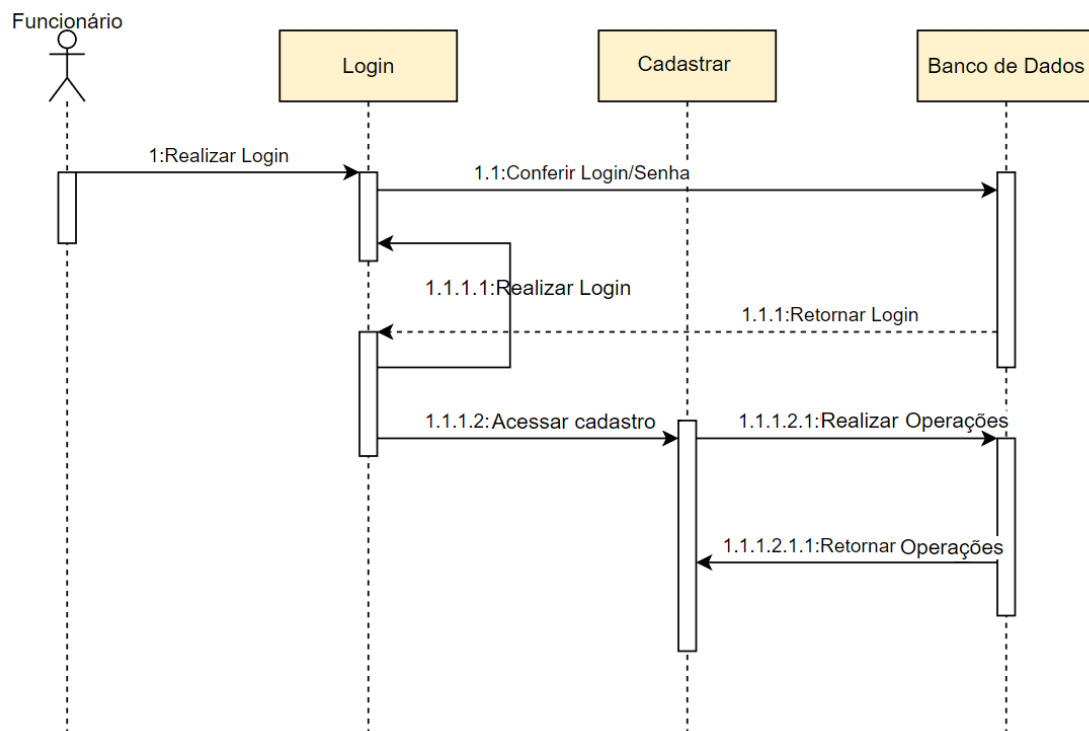 Funcionário
Login
Cadastrar
Banco de Dados
1:Realizar Login
1.1:Conferir Login/Senha
1.1.1.1:Realizar Login
1.1.1:Retornar Login
1.1.1.2:Acessar cadastro
1.1.1.2.1:Realizar Operações
1.1.1.2.1.1:Retornar Operações